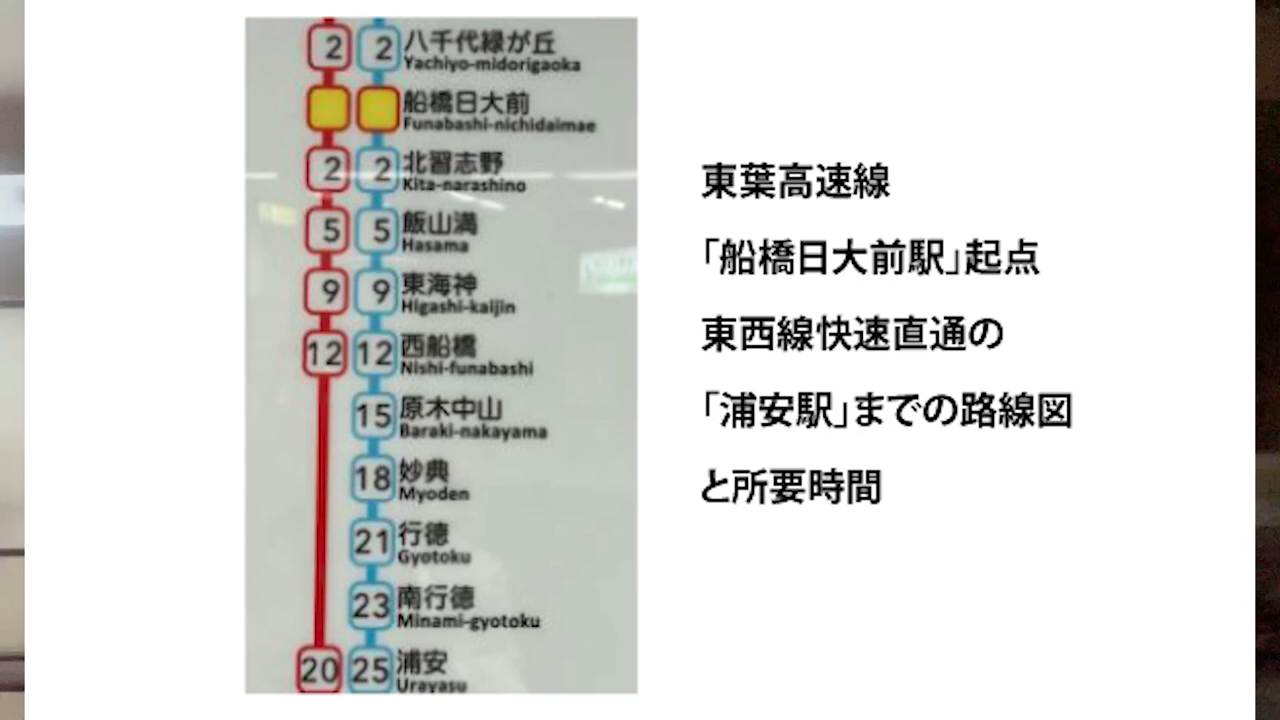 2 2 八千代緑が丘
Yachiyo-midorigaoka
船橋日大前
Funabashi-nichidaimae
2 2 北習志野
Kita-narashino
5 5 飯山満
Hasama
9 9 東海神
Higashi-kaijin
12 12 西船橋
Nishi-funabashi
15 原木中山
Baraki-nakayama
18 妙典
Myoden
21 行徳
Gyotoku
23 南行徳
Minami-gyotoku
20 25 浦安
Urayasu
東葉高速線
「船橋日大前駅」起点
東西線快速直通の
「浦安駅」までの路線図
と所要時間